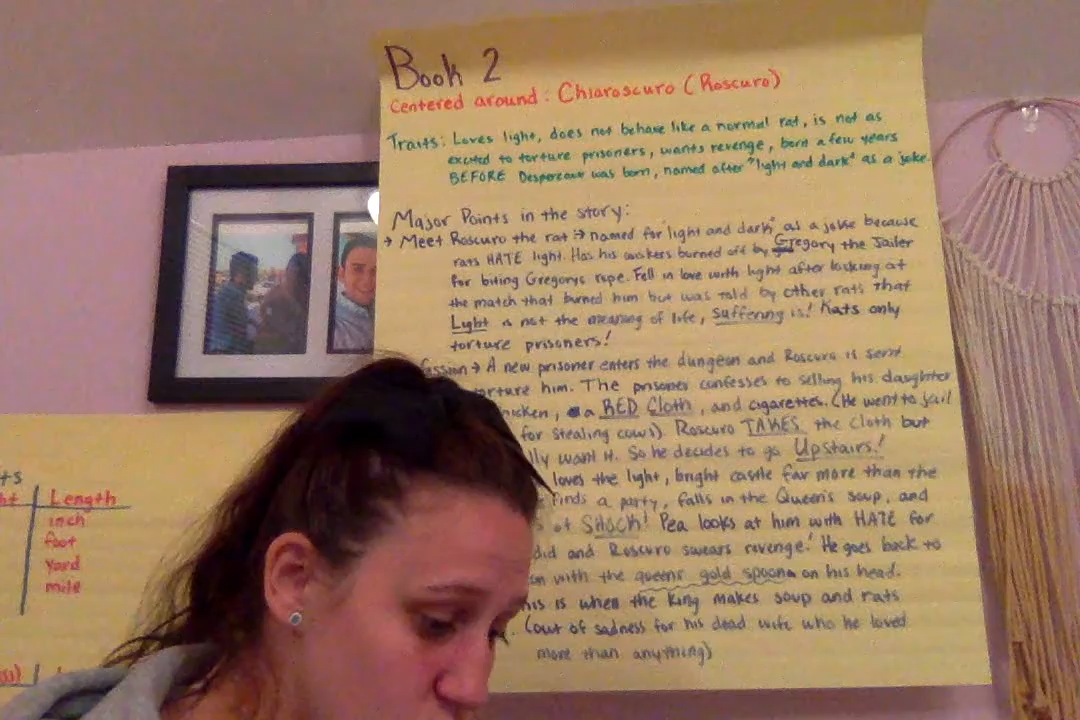 Book 2
Centered around: Chiaroscuro (Roscuro)
Traits: Loves light, does not behave like a normal rat, is not as
excited to torture prisoners, wants revenge, born a few years
BEFORE Despereaux was born, named after "light and dark" as a joke.
Major Points in the story:
→ Meet Roscuro the rat → named for "light and dark" as a joke because
rats HATE light. Has his wiskers burned off by Gregory the Jailer
for biting Gregorys rope. Fell in love with light after looking at
the match that burned him but was told by other rats that
Light is not the meaning of life, suffering is! Rats only
torture prisoners!
→ A new prisoner enters the dungeon and Roscuro is sent
him. The prisoner confesses to selling his daughter
a RED Cloth, and cigarettes. (He went to jail
for stealing cows). Roscuro TAKES the cloth but
want it. So he decides to go Upstairs!
loves the light, bright castle far more than the
finds a party, falls in the Queen's soup, and
of SHOCK! Pea looks at him with HATE for
did and Roscuro swears revenge! He goes back to
with the queens gold spoon on his head.
is when the King makes soup and rats
(out of sadness for his dead wife who he loved
more than anything)
Length
inch
foot
yard
mile